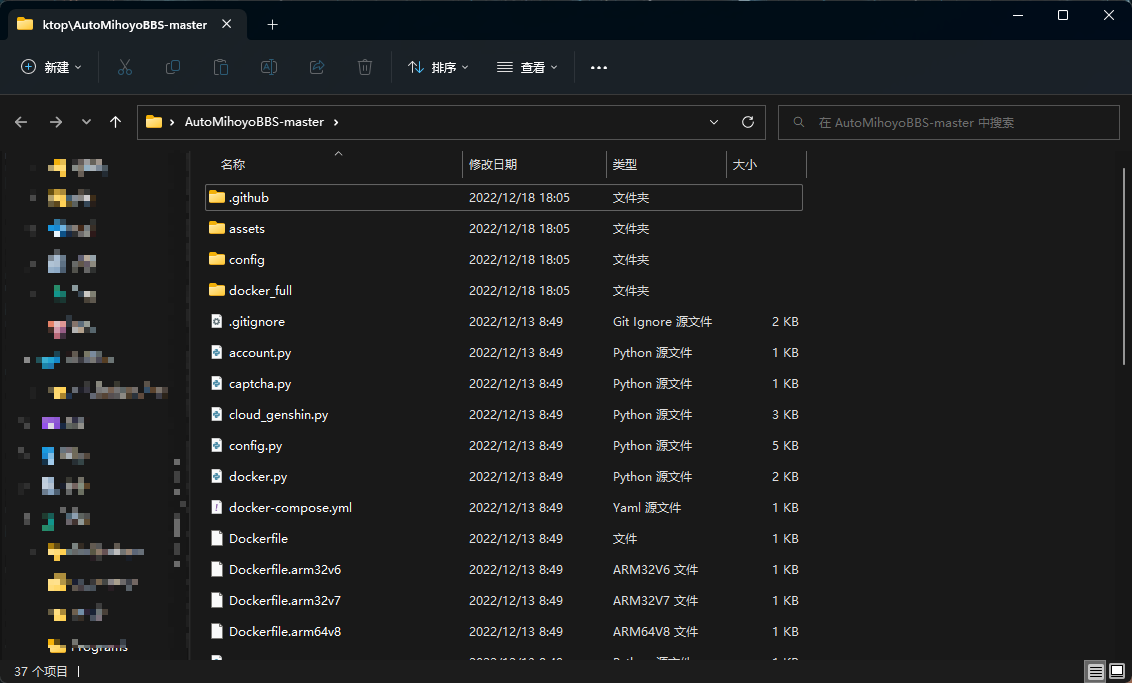 ktop\AutoMihoyoBBS-master
新建
排序
查看
AutoMihoyoBBS-master
在 AutoMihoyoBBS-master 中搜索
名称 修改日期 类型 大小
.github 2022/12/18 18:05 文件夹
assets 2022/12/18 18:05 文件夹
config 2022/12/18 18:05 文件夹
docker_full 2022/12/18 18:05 文件夹
.gitignore 2022/12/13 8:49 Git Ignore 源文件 2 KB
account.py 2022/12/13 8:49 Python 源文件 1 KB
captcha.py 2022/12/13 8:49 Python 源文件 1 KB
cloud_genshin.py 2022/12/13 8:49 Python 源文件 3 KB
config.py 2022/12/13 8:49 Python 源文件 5 KB
docker.py 2022/12/13 8:49 Python 源文件 2 KB
docker-compose.yml 2022/12/13 8:49 Yaml 源文件 1 KB
Dockerfile 2022/12/13 8:49 文件 1 KB
Dockerfile.arm32v6 2022/12/13 8:49 ARM32V6 文件 1 KB
Dockerfile.arm32v7 2022/12/13 8:49 ARM32V7 文件 1 KB
Dockerfile.arm64v8 2022/12/13 8:49 ARM64V8 文件 1 KB
37 个项目